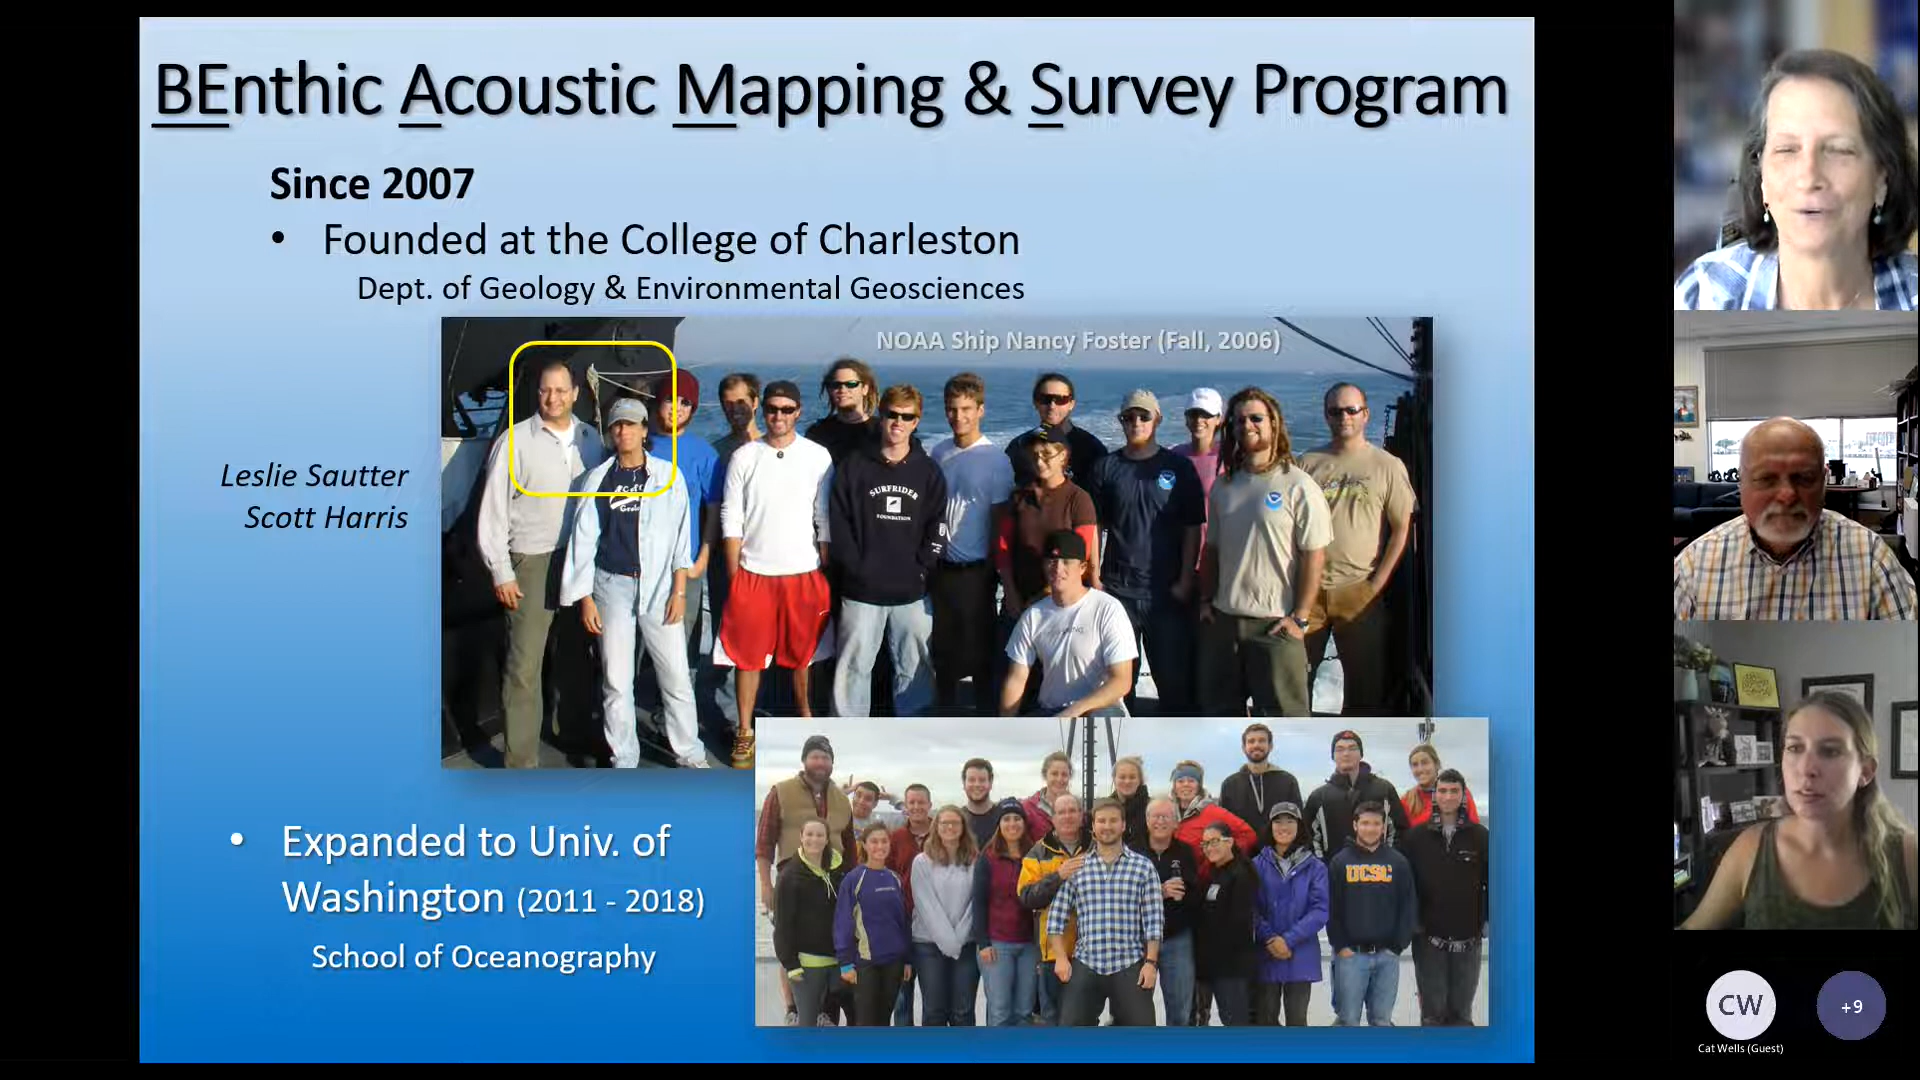 BEnthic Acoustic Mapping & Survey Program
Since 2007
• Founded at the College of Charleston
Dept. of Geology & Environmental Geosciences
NOAA Ship Nancy Foster (Fall, 2006)
Leslie Sautter
Scott Harris
SURFRIDER
FOUNDATION
• Expanded to Univ. of
Washington (2011 - 2018)
School of Oceanography
UCSC
CW
+9
Cat Wells (Guest)